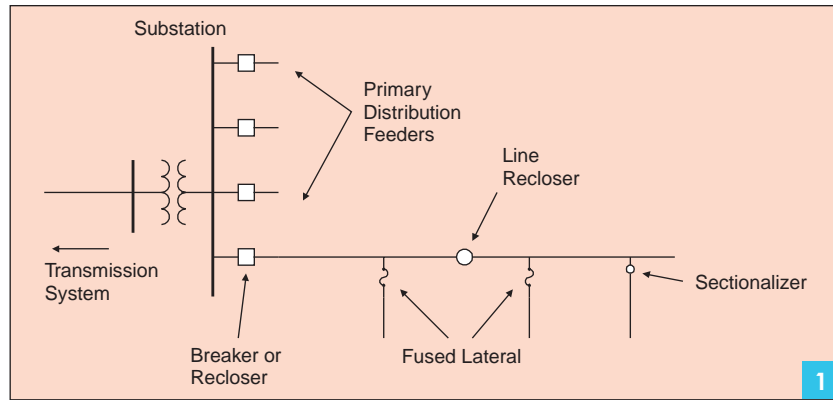 Substation
Primary
Distribution
Feeders
Line
Recloser
Transmission
System
Sectionalizer
Breaker or
Recloser
Fused Lateral
1